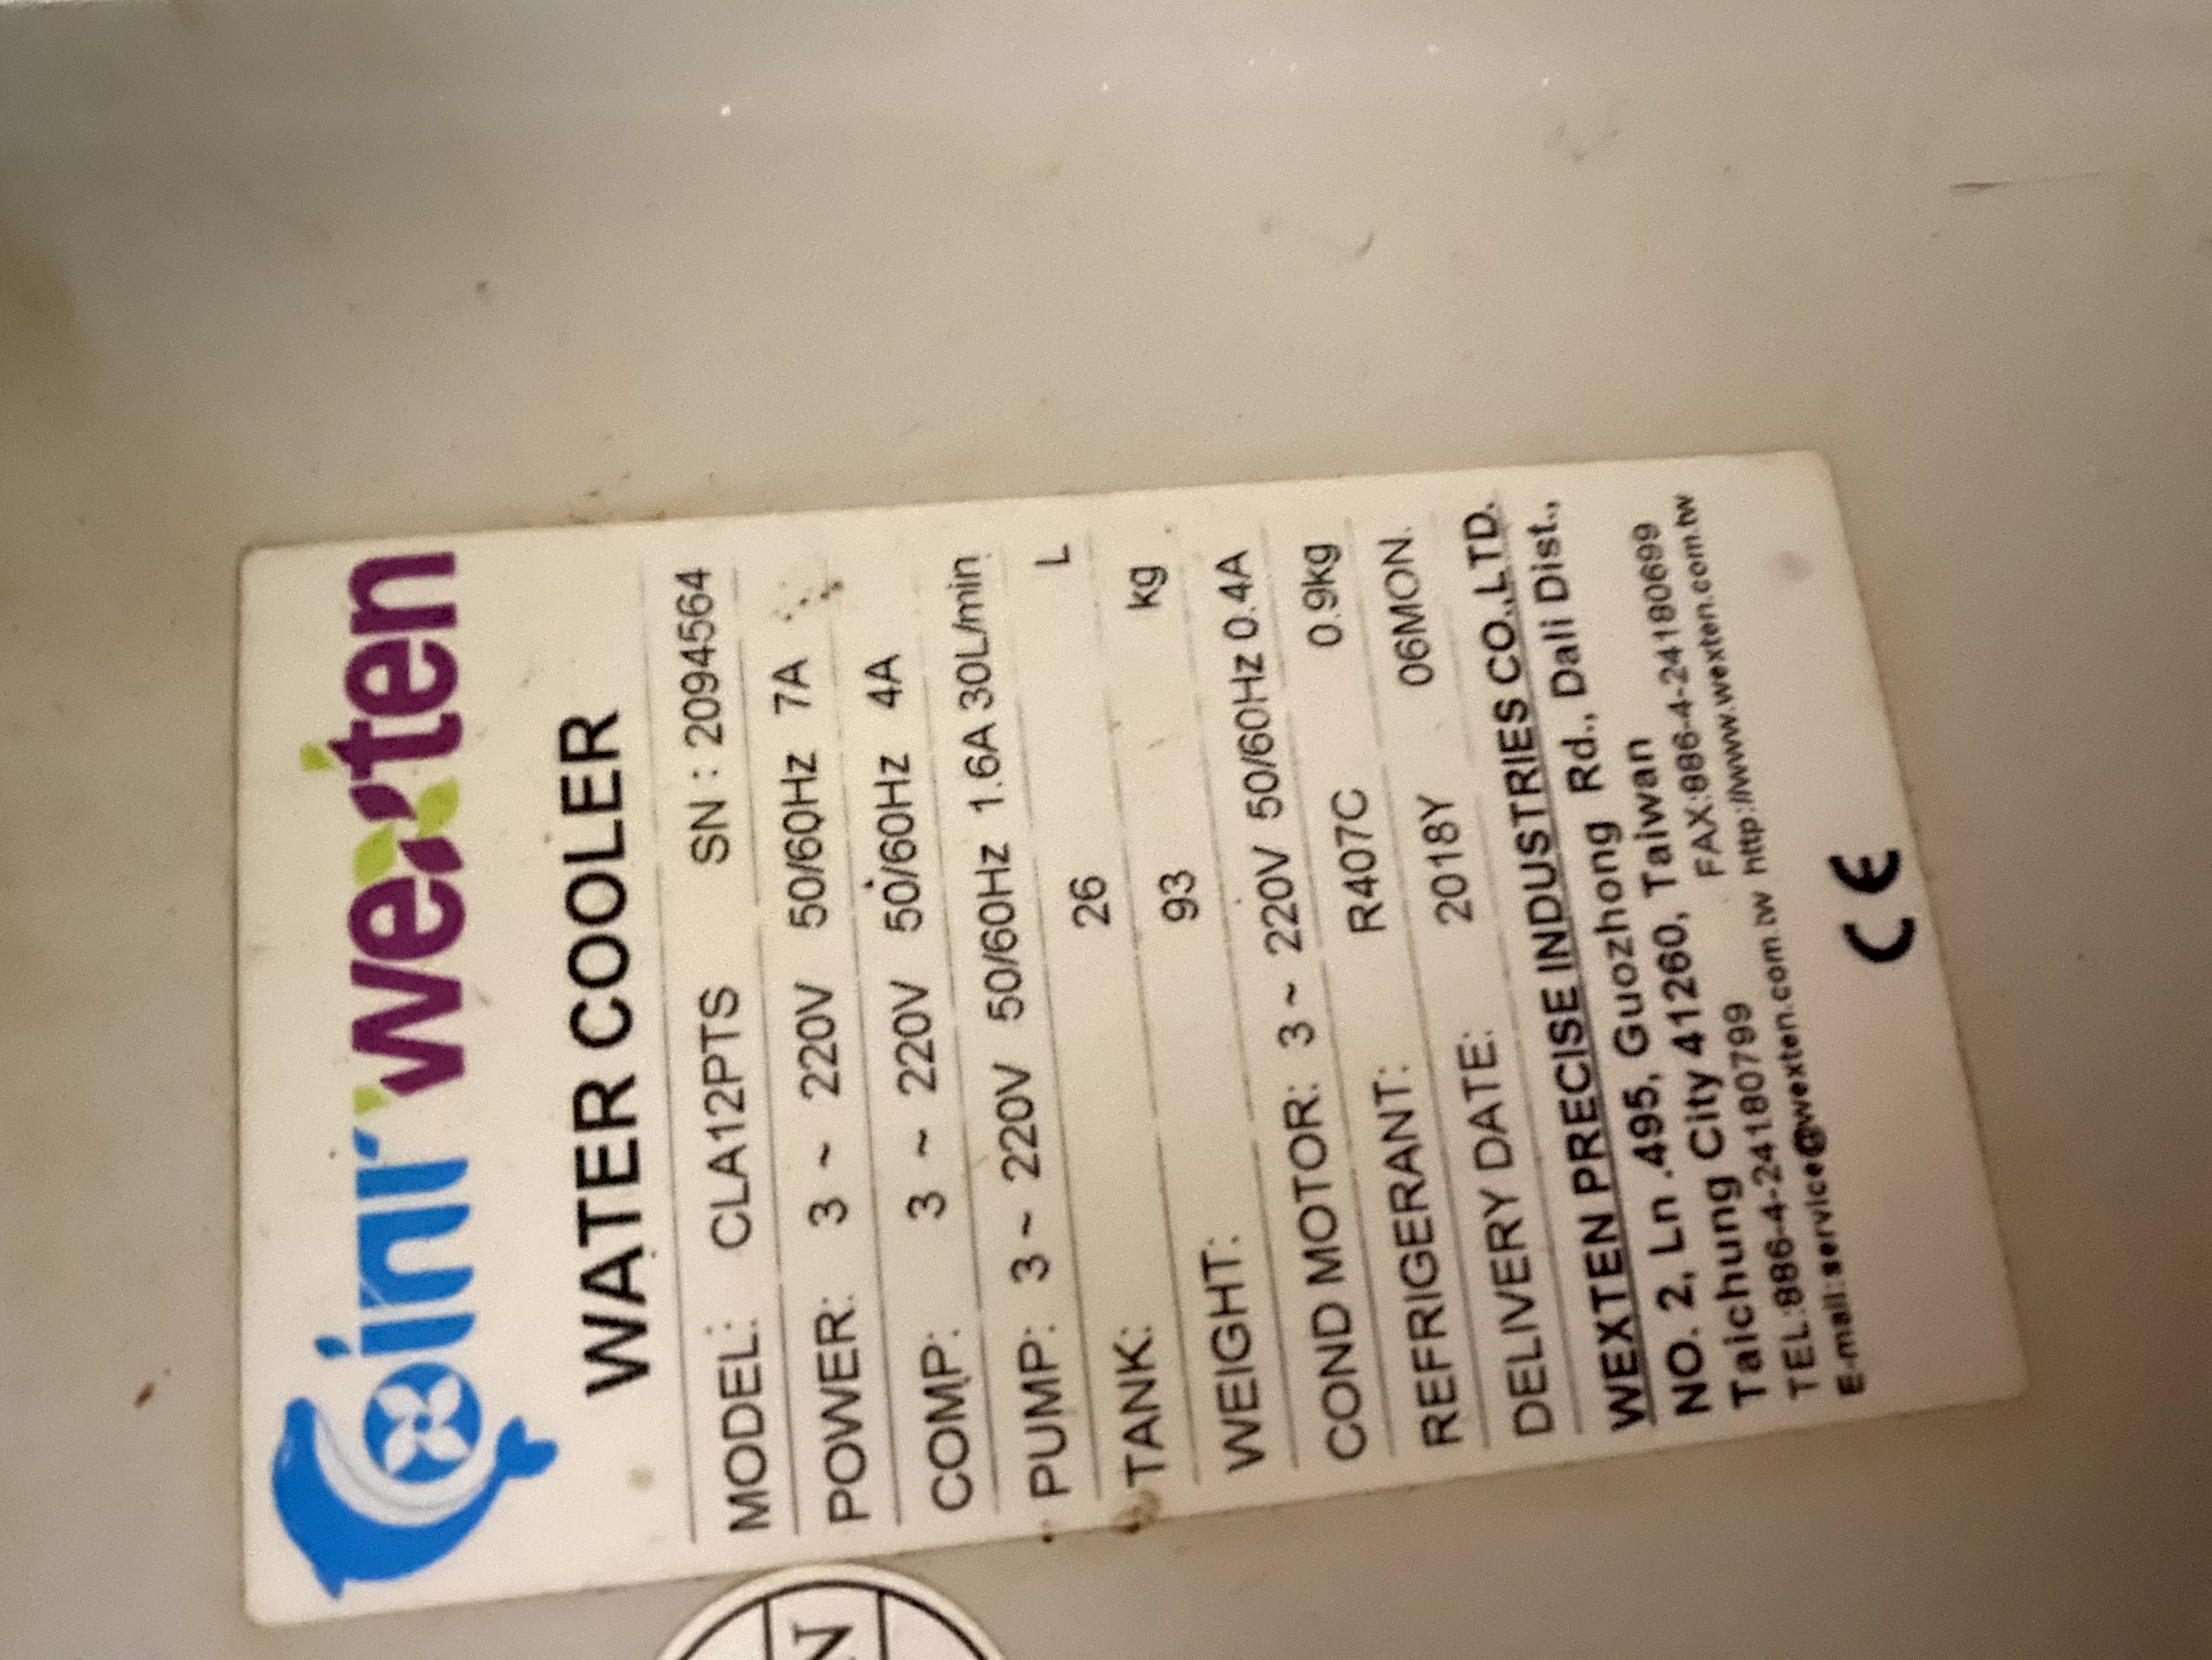 oinr wexten
WATER COOLER
MODEL: CLA12PTS SN : 2094564
POWER: 3 ~ 220V 50/60Hz 7A
COMP: 3 ~ 220V 50/60Hz 4A
PUMP: 3 ~ 220V 50/60Hz 1.6A 30L/min
TANK: 26 L
WEIGHT: 93 kg
COND MOTOR: 3 ~ 220V 50/60Hz 0.4A
REFRIGERANT: R407C 0.9kg
DELIVERY DATE: 2018Y 06MON.
WEXTEN PRECISE INDUSTRIES CO.,LTD.
NO. 2, Ln .495, Guozhong Rd., Dali Dist.,
Taichung City 41260, Taiwan
TEL:886-4-24180799 FAX:886-4-24180699
E-mail:service@wexten.com.tw http://www.wexten.com.tw
CE
N